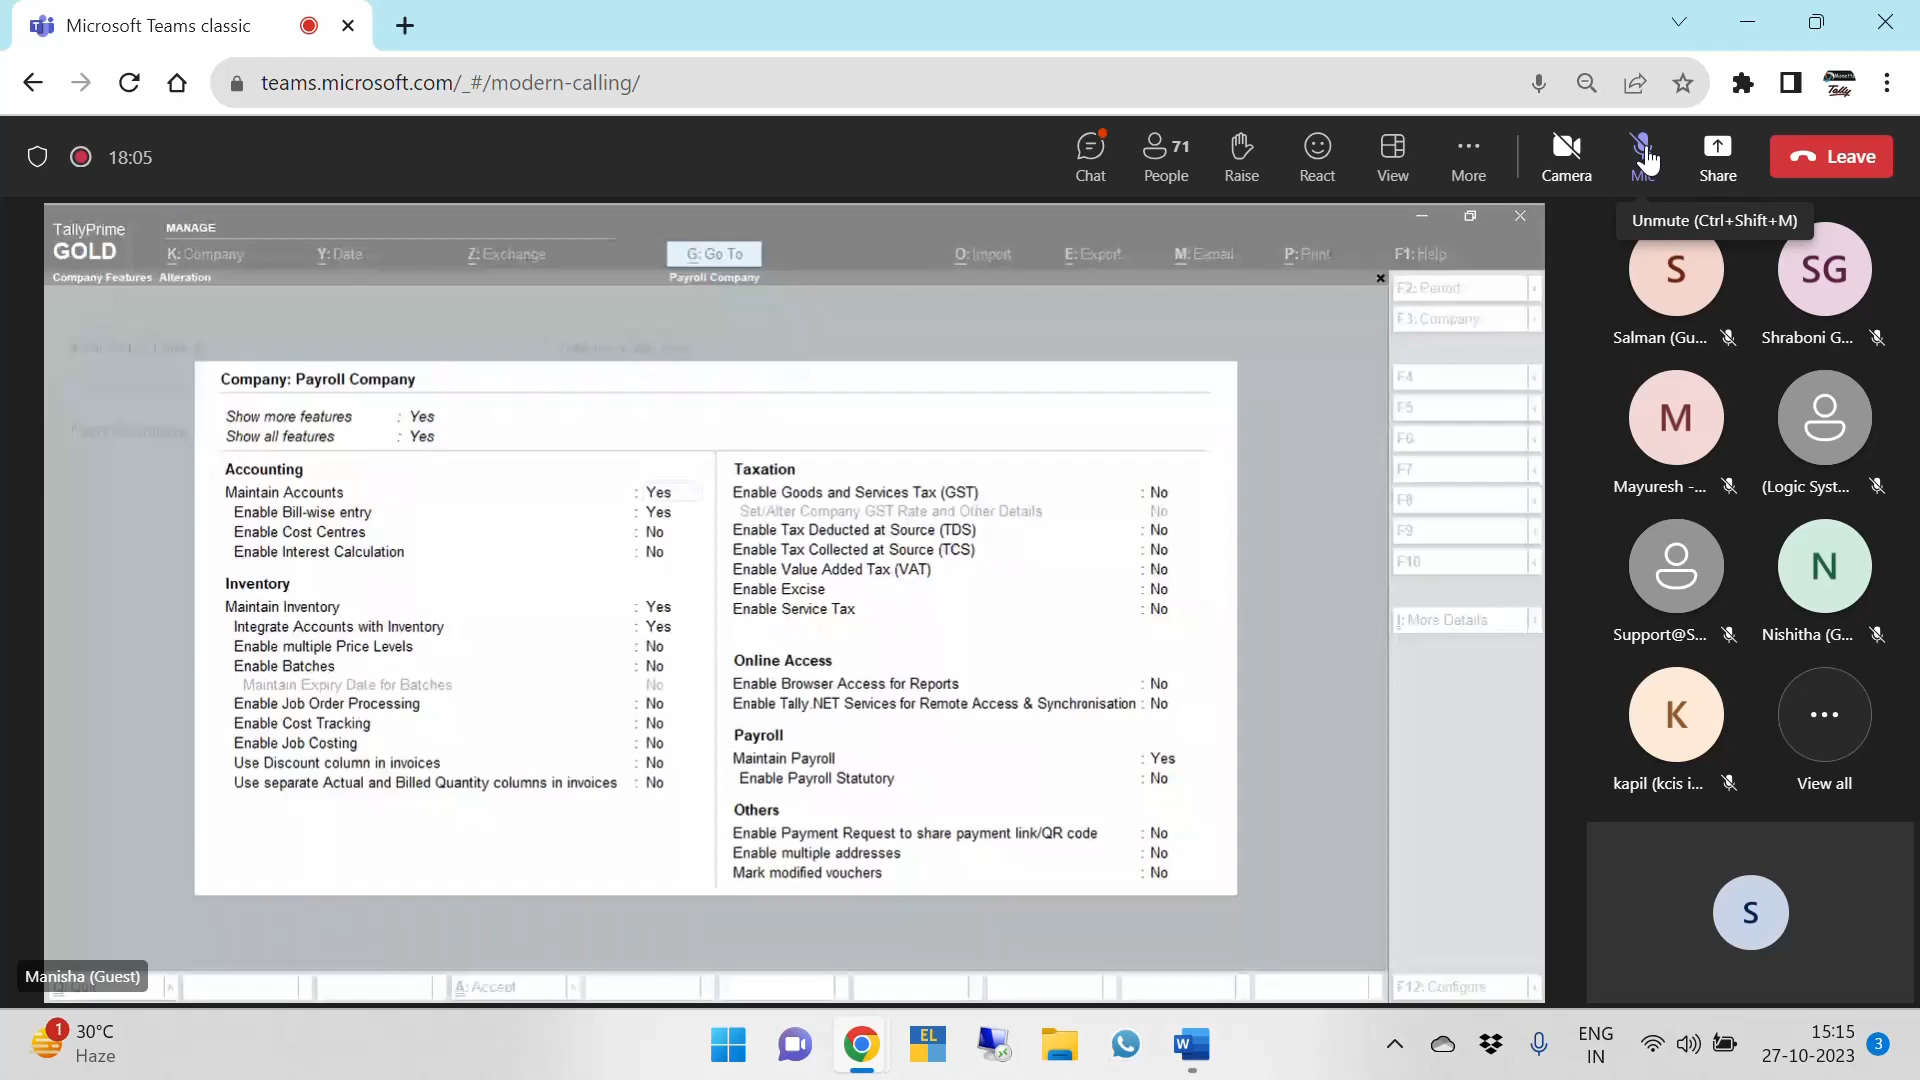 Microsoft Teams classic
teams.microsoft.com/_#/modern-calling/
18:05
Chat
People
71
Raise
React
View
More
Camera
Mic
Share
Leave
Unmute (Ctrl+Shift+M)
TallyPrime
GOLD
MANAGE
K: Company
Y: Date
Z: Exchange
G: Go To
O: Import
E: Export
M: E-mail
P: Print
F1: Help
Company Features Alteration
Payroll Company
F2: Period
F3: Company
F4
F5
F6
F7
F8
F9
F10
I: More Details
F12: Configure
Company: Payroll Company
Show more features : Yes
Show all features : Yes
Accounting
Maintain Accounts : Yes
Enable Bill-wise entry : Yes
Enable Cost Centres : No
Enable Interest Calculation : No
Inventory
Maintain Inventory : Yes
Integrate Accounts with Inventory : Yes
Enable multiple Price Levels : No
Enable Batches : No
Maintain Expiry Date for Batches No
Enable Job Order Processing : No
Enable Cost Tracking : No
Enable Job Costing : No
Use Discount column in invoices : No
Use separate Actual and Billed Quantity columns in invoices : No
Taxation
Enable Goods and Services Tax (GST) : No
Set/Alter Company GST Rate and Other Details No
Enable Tax Deducted at Source (TDS) : No
Enable Tax Collected at Source (TCS) : No
Enable Value Added Tax (VAT) : No
Enable Excise : No
Enable Service Tax : No
Online Access
Enable Browser Access for Reports : No
Enable Tally.NET Services for Remote Access & Synchronisation : No
Payroll
Maintain Payroll : Yes
Enable Payroll Statutory : No
Others
Enable Payment Request to share payment link/QR code : No
Enable multiple addresses : No
Mark modified vouchers : No
A: Accept
Manisha (Guest)
S
SG
Salman (Gu...
Shraboni G...
M
Mayuresh -...
(Logic Syst...
N
Support@S...
Nishitha (G...
K
kapil (kcis i...
View all
S
1
30°C
Haze
EL
W
ENG
IN
15:15
27-10-2023
3